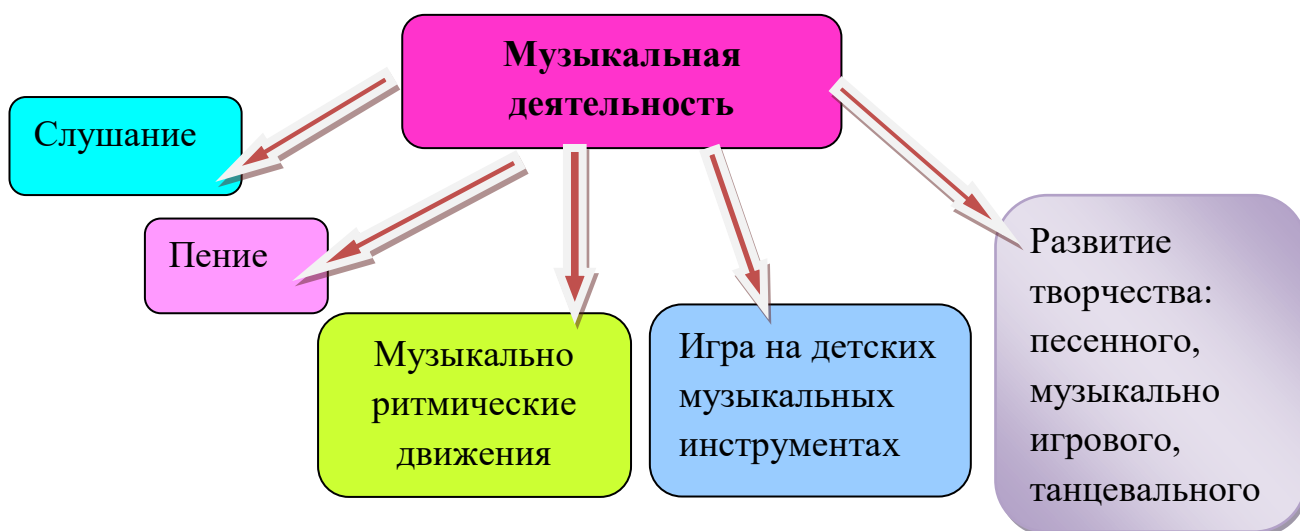 Музыкальная
деятельность
Слушание
Пение
Музыкально
ритмические
движения
Игра на детских
музыкальных
инструментах
Развитие
творчества:
песенного,
музыкально
игрового,
танцевального